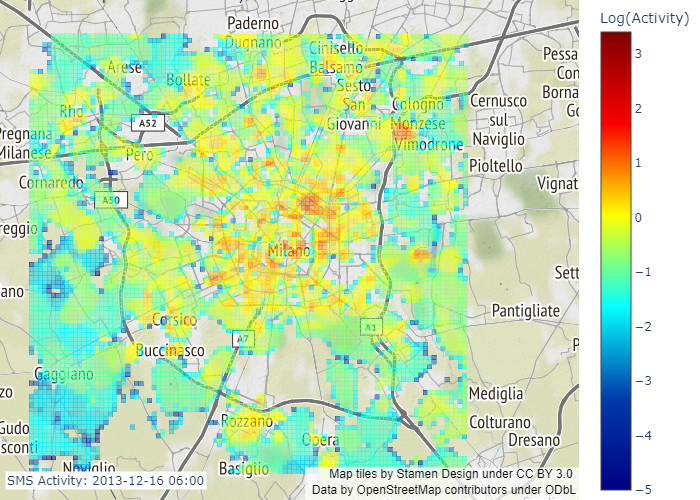 Log(Activity)
Paderno
Dugnano
Cinisello
Balsamo
Pessa
Con
Borna
Go
Arese
Bollate
Sesto
San
Giovanni
Cologno
Monzese
Cernusco
sul
Naviglio
Rho
A52
Pregnana
Milanese
Pero
Vimodrone
Pioltello
Cornaredo
A50
Vignat
reggio
Milano
Sett
ano
Pantigliate
Corsico
A7
A1
Buccinasco
P
Gaggiano
zo
Mediglia
Gudo
sconti
Rozzano
Opera
Colturano
Dresano
Noviglio
Basiglio
SMS Activity: 2013-12-16 06:00
Map tiles by Stamen Design under CC BY 3.0
Data by OpenStreetMap contributors under ODbL
3
2
1
0
−1
−2
−3
−4
−5